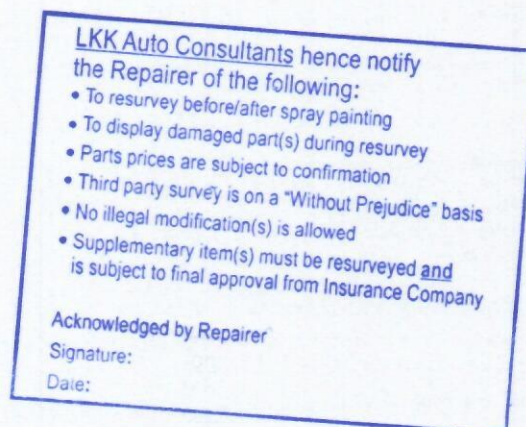 LKK Auto Consultants hence notify
the Repairer of the following:
• To resurvey before/after spray painting
• To display damaged part(s) during resurvey
• Parts prices are subject to confirmation
• Third party survey is on a "Without Prejudice" basis
• No illegal modification(s) is allowed
• Supplementary item(s) must be resurveyed and
is subject to final approval from Insurance Company
Acknowledged by Repairer
Signature:
Date: